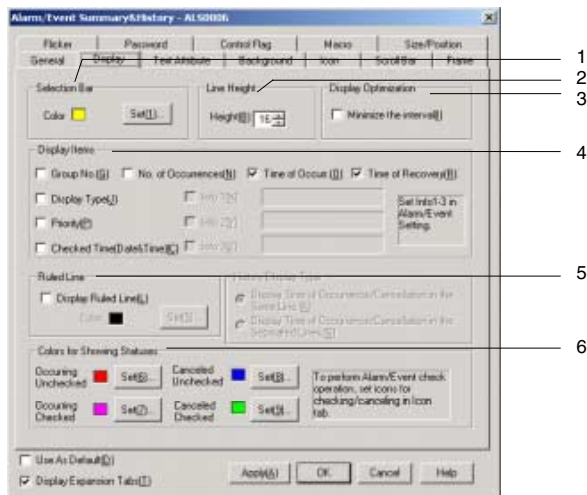 Alarm/Event Summary&History - ALS0006
Flicker Password Control Flag Macro Size/Position
General Display Text Attribute Background Icon Scroll Bar Frame
1
2
3
Selection Bar Line Height Display Optimization
Color Set(1)... Height(B) 16 Minimize the interval(I)
4
Display Items
Group No.(G) No. of Occurrences(N) Time of Occur.(O) Time of Recovery(R)
Display Type(J) Info 1(X)
Priority(P) Info 2(Y)
Checked Time(Date&Time)(C) Info 3(Z)
Set Info1-3 in
Alarm/Event
Setting.
5
Ruled Line History Display Type
Display Ruled Line(L)
Color Set(5)...
Display Time of Occurrence/Cancellation in the
Same Line
Display Time of Occurrence/Cancellation in the
Separated Lines(S)
6
Colors for Showing Statuses
Occuring
Unchecked
Set(6)...
Canceled
Unchecked
Set(8)...
Occuring
Checked
Set(7)...
Canceled
Checked
Set(9)...
To perform Alarm/Event check
operation, set icons for
checking/canceling in Icon
tab.
Use As Default(D)
Display Expansion Tabs(T)
Apply(A) OK Cancel Help